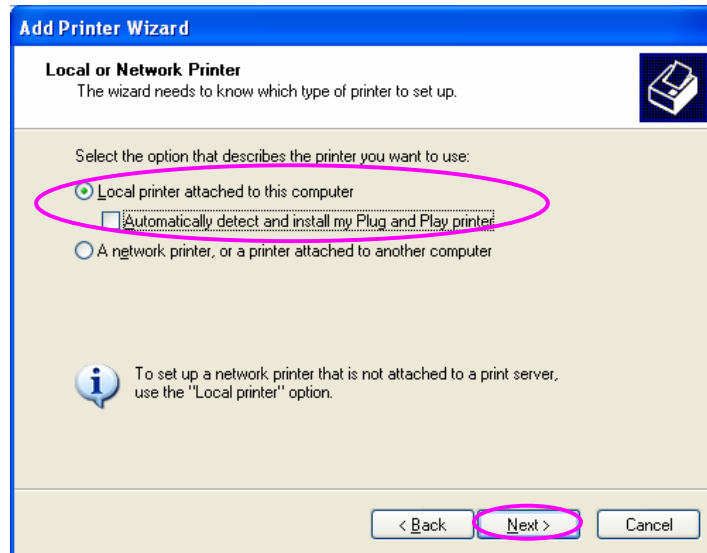 Add Printer Wizard
Local or Network Printer
The wizard needs to know which type of printer to set up.
Select the option that describes the printer you want to use:
Local printer attached to this computer
Automatically detect and install my Plug and Play printer
A network printer, or a printer attached to another computer
To set up a network printer that is not attached to a print server,
use the "Local printer" option.
< Back Next > Cancel